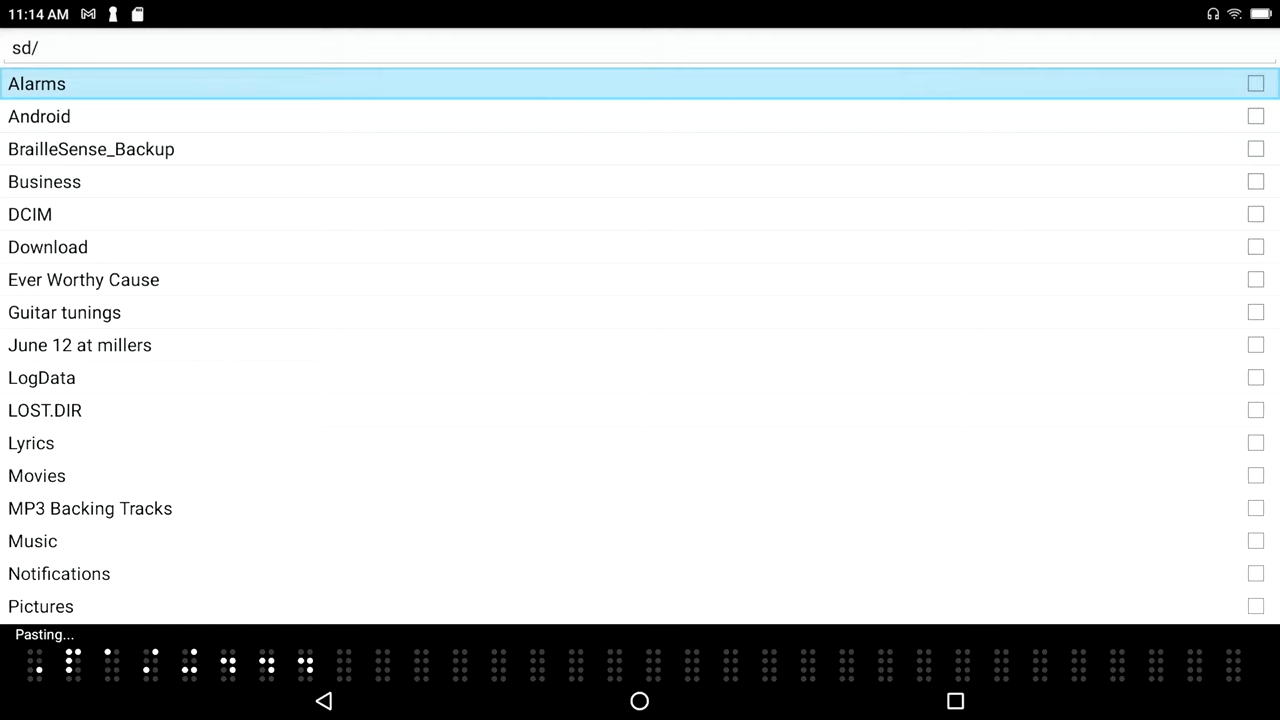 11:14 AM
sd/
Alarms
Android
BrailleSense_Backup
Business
DCIM
Download
Ever Worthy Cause
Guitar tunings
June 12 at millers
LogData
LOST.DIR
Lyrics
Movies
MP3 Backing Tracks
Music
Notifications
Pictures
Pasting...